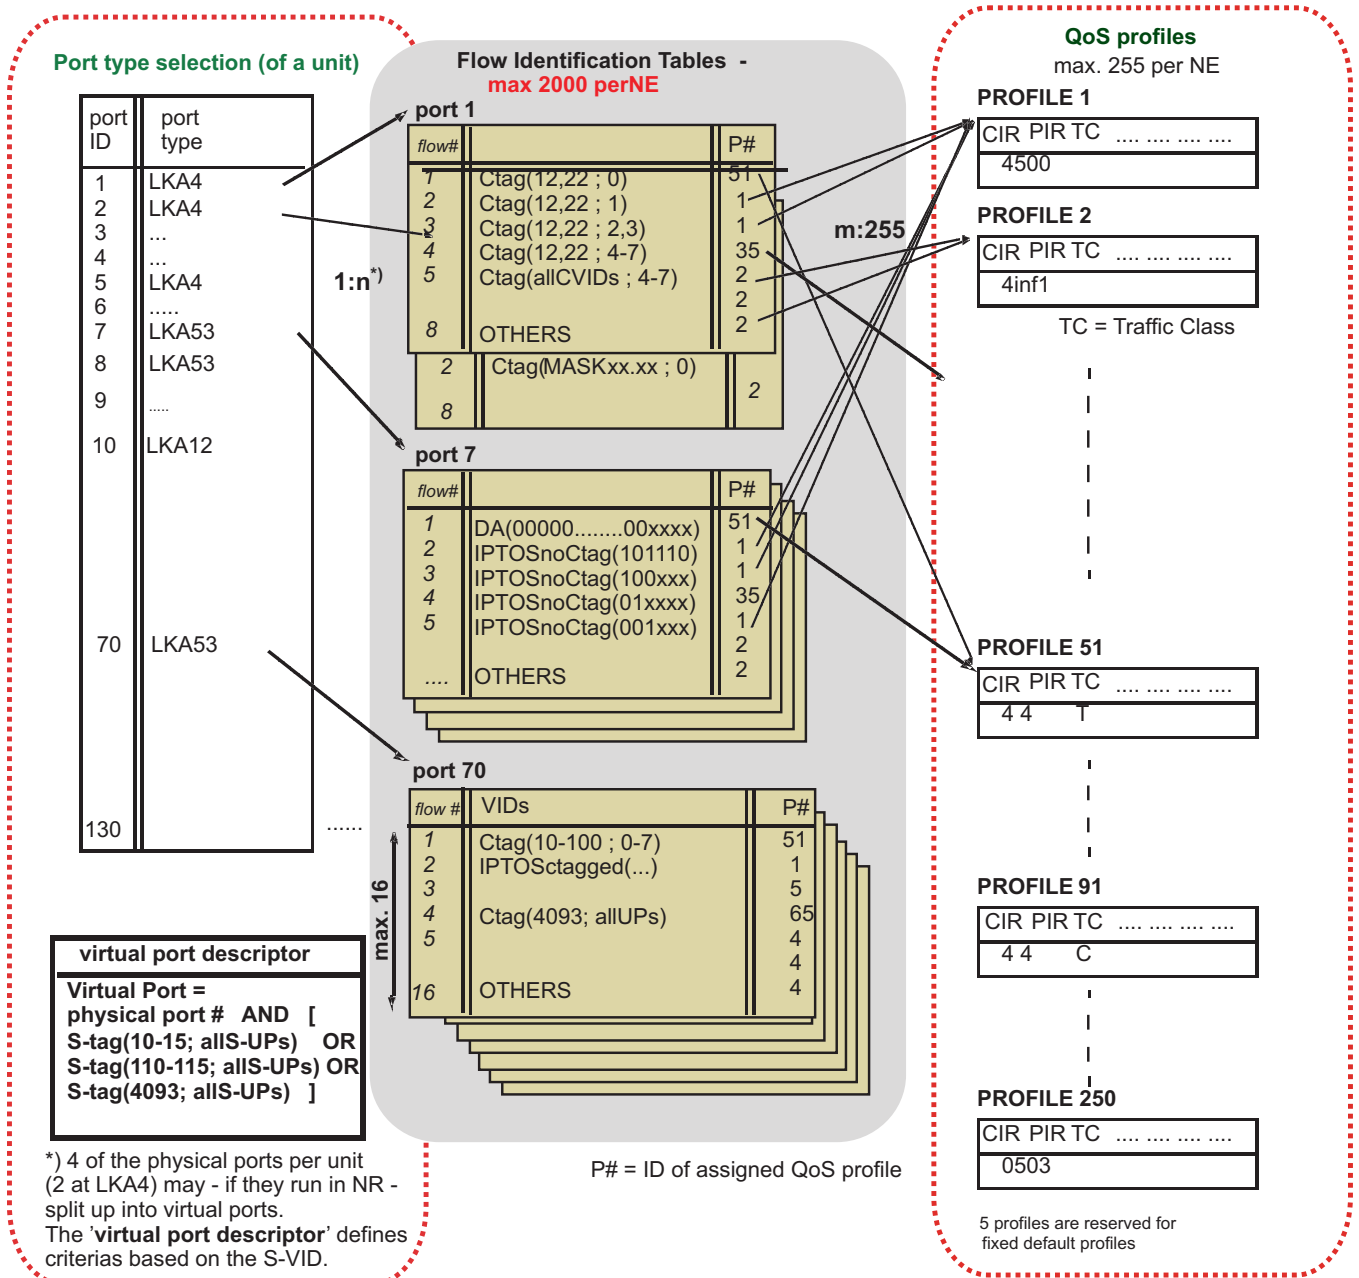 Port type selection (of a unit)
port ID port type
1 LKA4
2 LKA4
3 ...
4 ...
5 LKA4
6 .....
7 LKA53
8 LKA53
9 .....
10 LKA12
70 LKA53
130
......
1:n*)
virtual port descriptor
Virtual Port =
physical port # AND [
S-tag(10-15; allS-UPs) OR
S-tag(110-115; allS-UPs) OR
S-tag(4093; allS-UPs) ]
*) 4 of the physical ports per unit
(2 at LKA4) may - if they run in NR -
split up into virtual ports.
The 'virtual port descriptor' defines
criterias based on the S-VID.
Flow Identification Tables -
max 2000 perNE
port 1
flow# P#
1 Ctag(12,22 ; 0) 51
2 Ctag(12,22 ; 1) 1
3 Ctag(12,22 ; 2,3) 1
4 Ctag(12,22 ; 4-7) 35
5 Ctag(allCVIDs ; 4-7) 2
2
8 OTHERS 2
2 Ctag(MASKxx.xx ; 0)
2
8
port 7
flow# P#
1 DA(00000........00xxxx) 51
2 IPTOSnoCtag(101110) 1
3 IPTOSnoCtag(100xxx) 1
4 IPTOSnoCtag(01xxxx) 35
5 IPTOSnoCtag(001xxx) 1
2
.... OTHERS 2
port 70
flow # VIDs P#
1 Ctag(10-100 ; 0-7) 51
2 IPTOSctagged(...) 1
3 5
4 Ctag(4093; allUPs) 65
5 4
4
16 OTHERS 4
max. 16
P# = ID of assigned QoS profile
m:255
QoS profiles
max. 255 per NE
PROFILE 1
CIR PIR TC .... .... .... ....
4500
PROFILE 2
CIR PIR TC .... .... .... ....
4inf1
TC = Traffic Class
PROFILE 51
CIR PIR TC .... .... .... ....
4 4 T
PROFILE 91
CIR PIR TC .... .... .... ....
4 4 C
PROFILE 250
CIR PIR TC .... .... .... ....
0503
5 profiles are reserved for
fixed default profiles